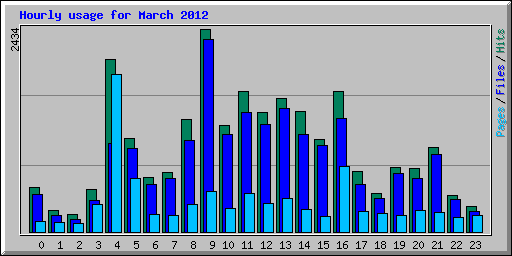 Hourly usage for March 2012
2434
Pages / Files / Hits
0 1 2 3 4 5 6 7 8 9 10 11 12 13 14 15 16 17 18 19 20 21 22 23